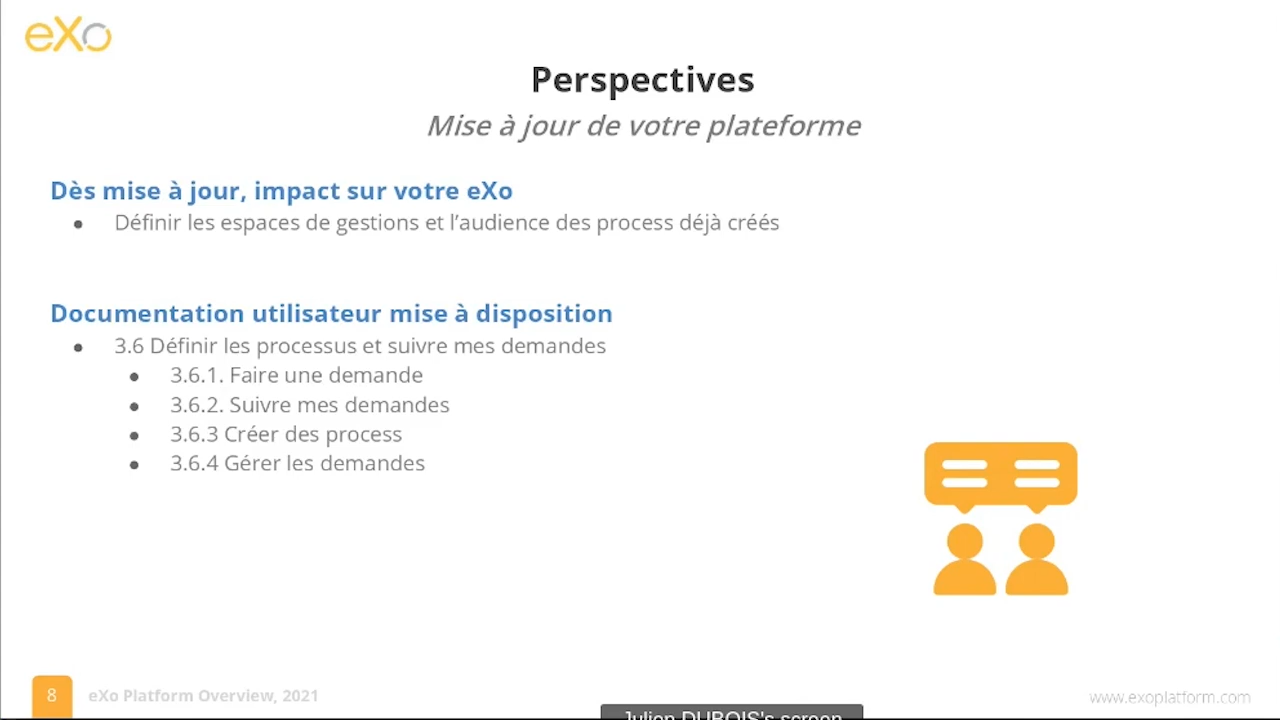 eXo
Perspectives
Mise à jour de votre plateforme
Dès mise à jour, impact sur votre eXo
● Définir les espaces de gestions et l’audience des process déjà créés
Documentation utilisateur mise à disposition
● 3.6 Définir les processus et suivre mes demandes
● 3.6.1. Faire une demande
● 3.6.2. Suivre mes demandes
● 3.6.3 Créer des process
● 3.6.4 Gérer les demandes
8 eXo Platform Overview, 2021
www.exoplatform.com
Julien DUBOIS's screen